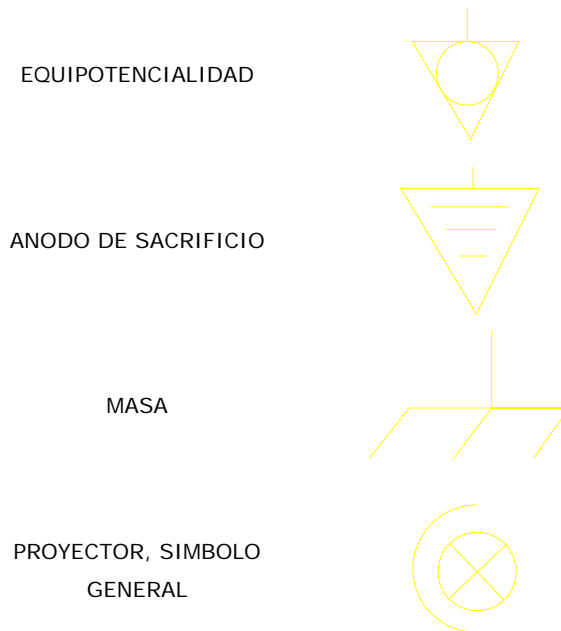 EQUIPOTENCIALIDAD
ANODO DE SACRIFICIO
MASA
PROYECTOR, SIMBOLO
GENERAL